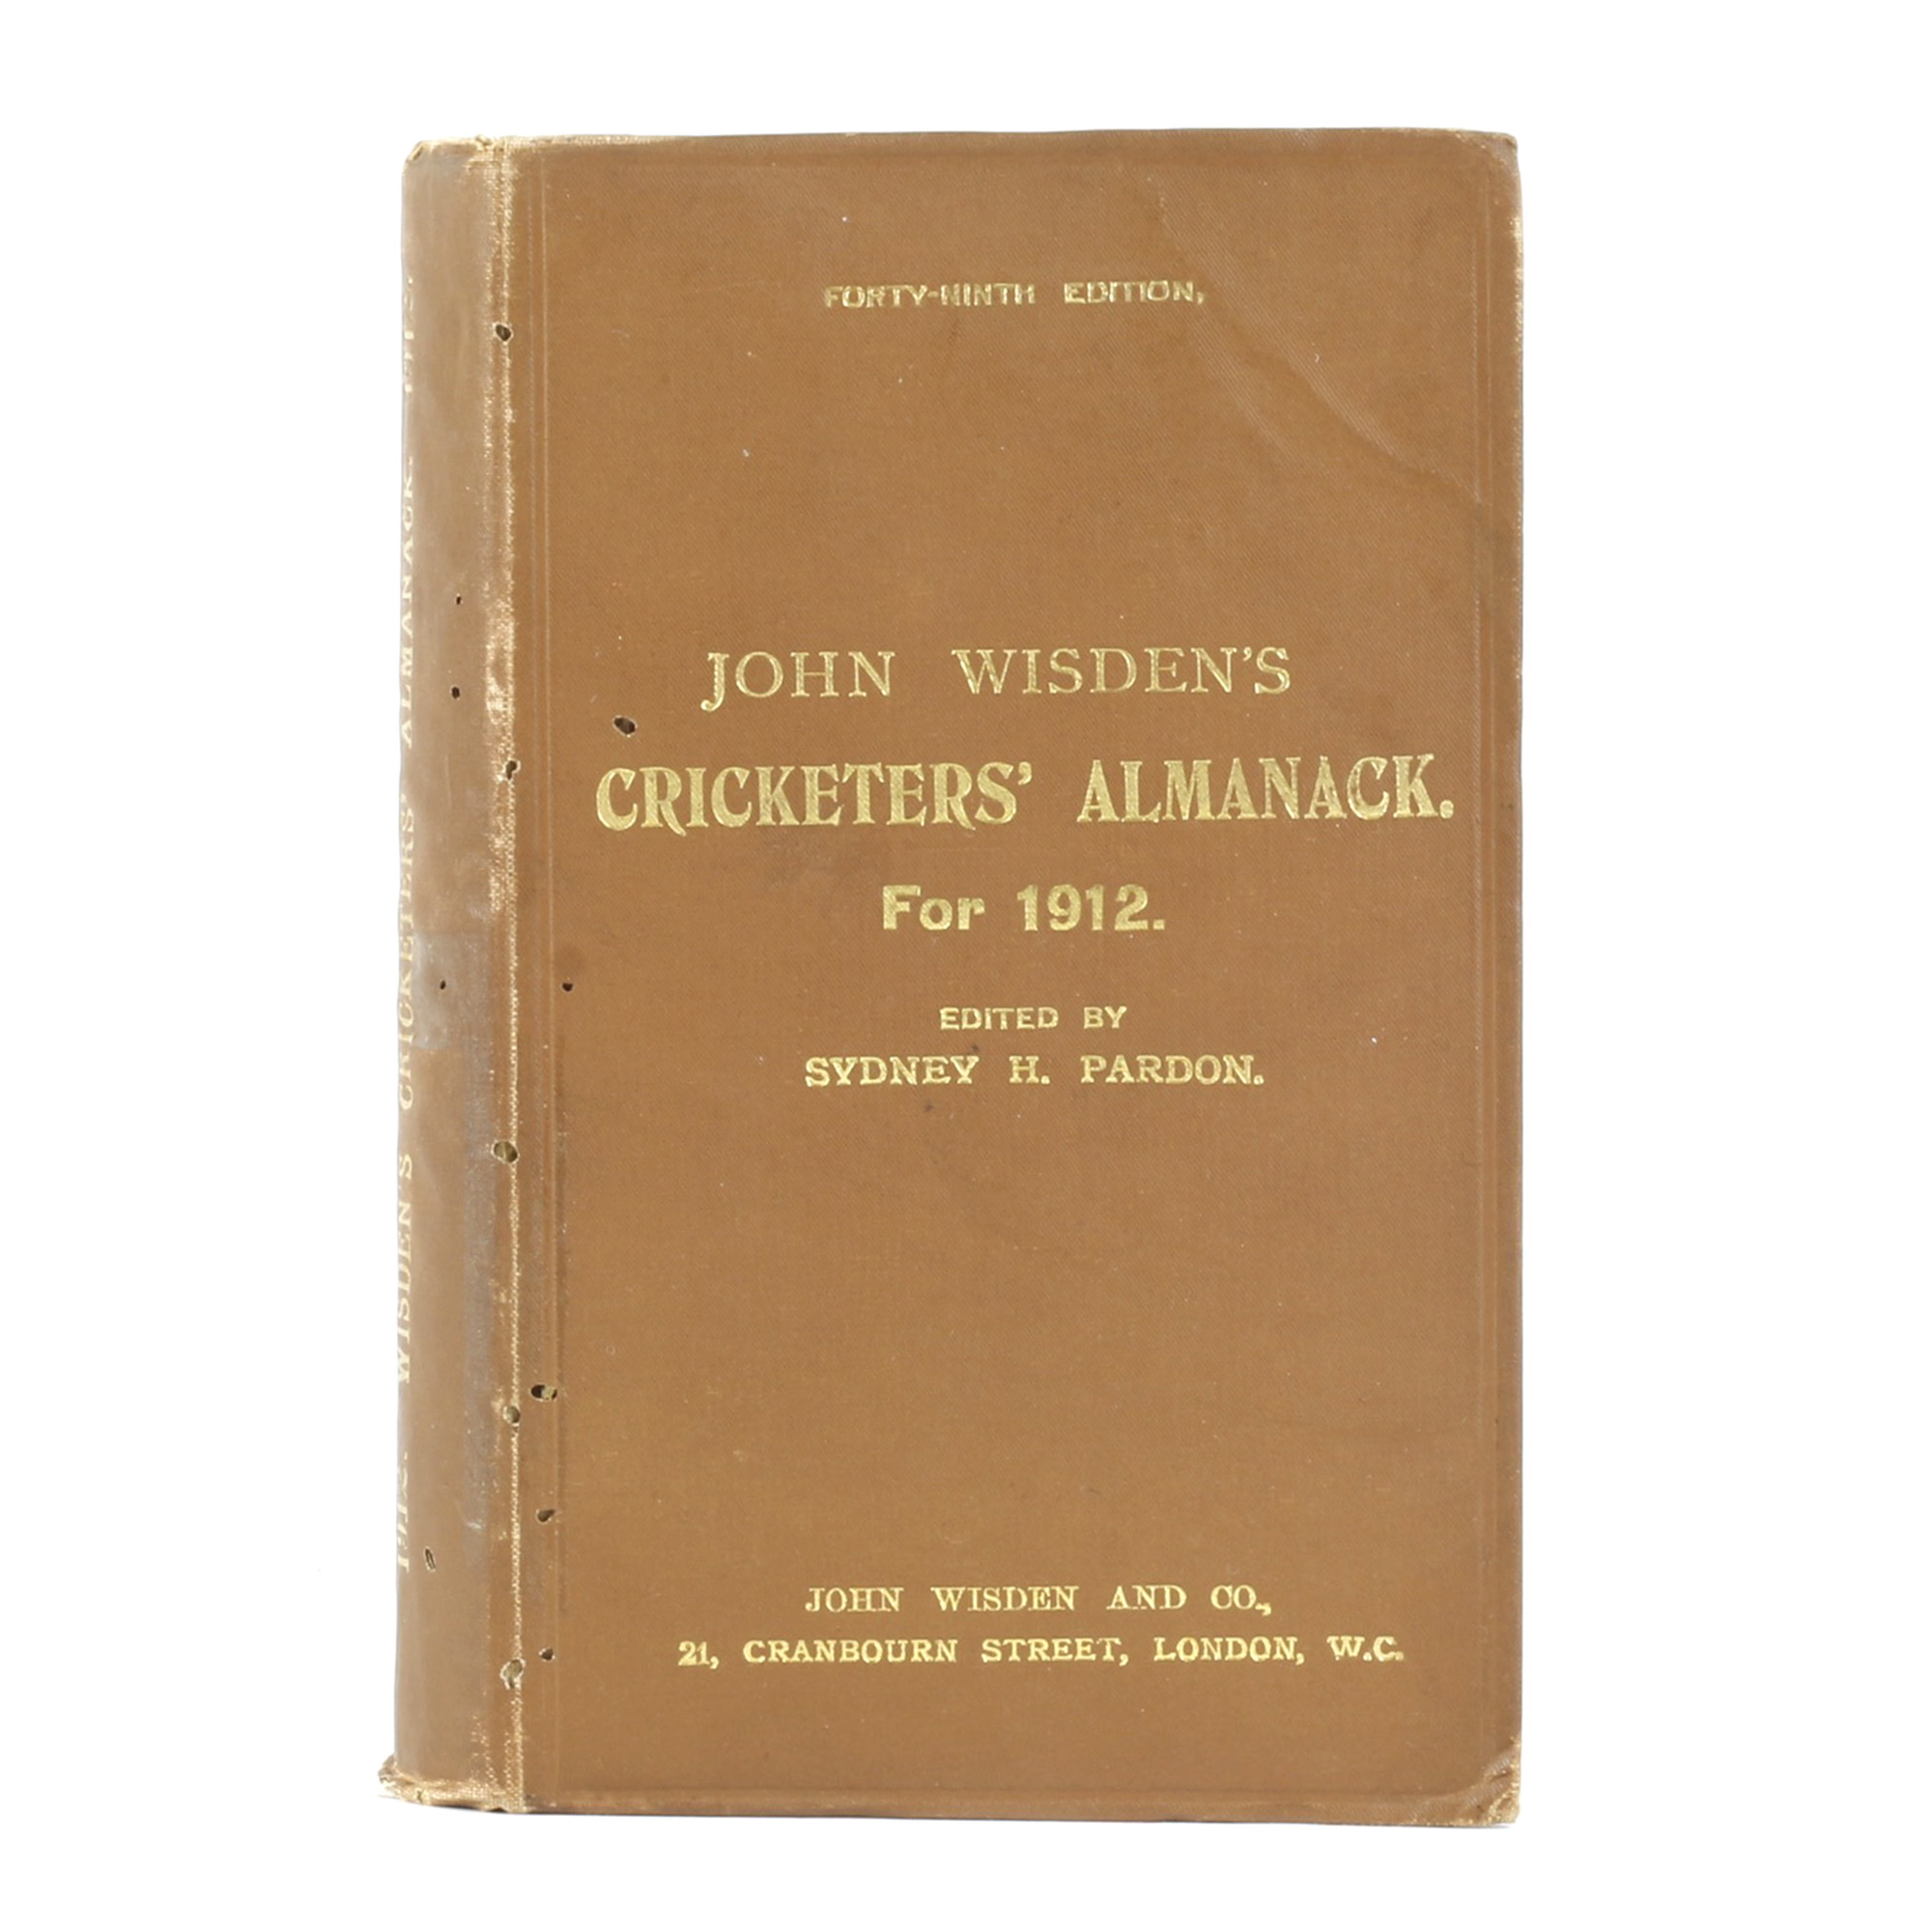 FORTY-NINTH EDITION,
JOHN WISDEN'S
CRICKETERS' ALMANACK.
For 1912.
EDITED BY
SYDNEY H. PARDON.
JOHN WISDEN AND CO.,
21, CRANBOURN STREET, LONDON, W.C.
1912. WISDEN'S CRICKETERS' ALMANACK